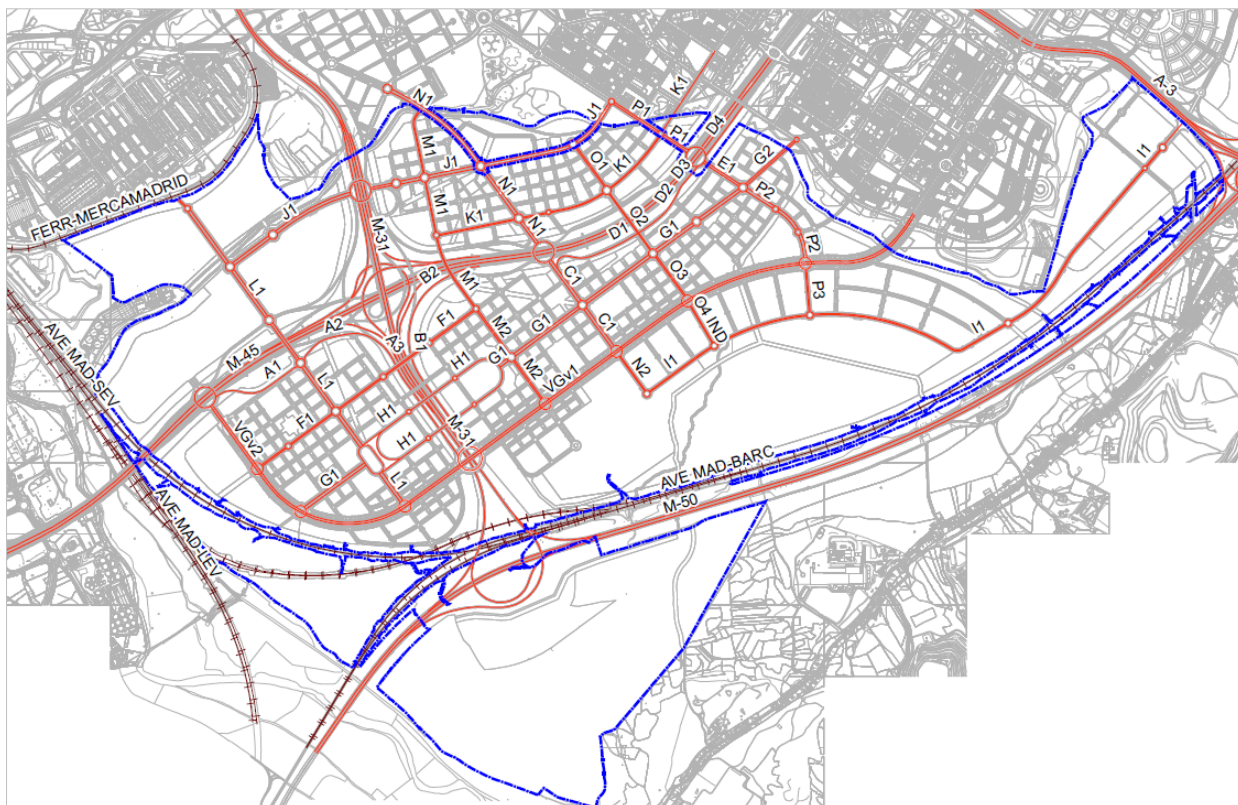 A-3
N1
J1
P1
K1
P1
D4
M1
J1
O1
K1
D3
E1
G2
I1
FERR-MERCAMADRID
J1
M-31
M1
K1
N1
N1
D2
P2
D1
O2
G1
P2
L1
B2
C1
O3
P3
M-45
A2
M1
F1
M2
G1
C1
O4 IND
I1
AVE MAD-SEV
A1
L1
A3
B1
H1
G1
M2
VGv1
N2
I1
VGv2
F1
H1
H1
M-31
G1
L1
AVE MAD-BARC
M-50
AVE-MAD-LEV